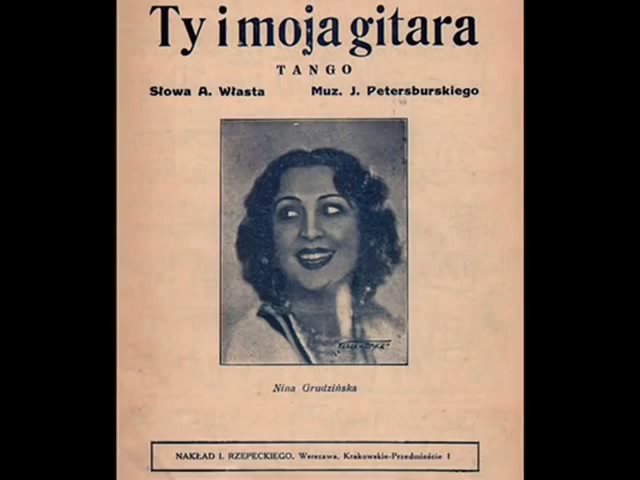 Ty i moja gitara
TANGO
Słowa A. Własta Muz. J. Petersburskiego
Nina Grudzińska
NAKŁAD I. RZEPECKIEGO, Warszawa, Krakowskie-Przedmieście 1